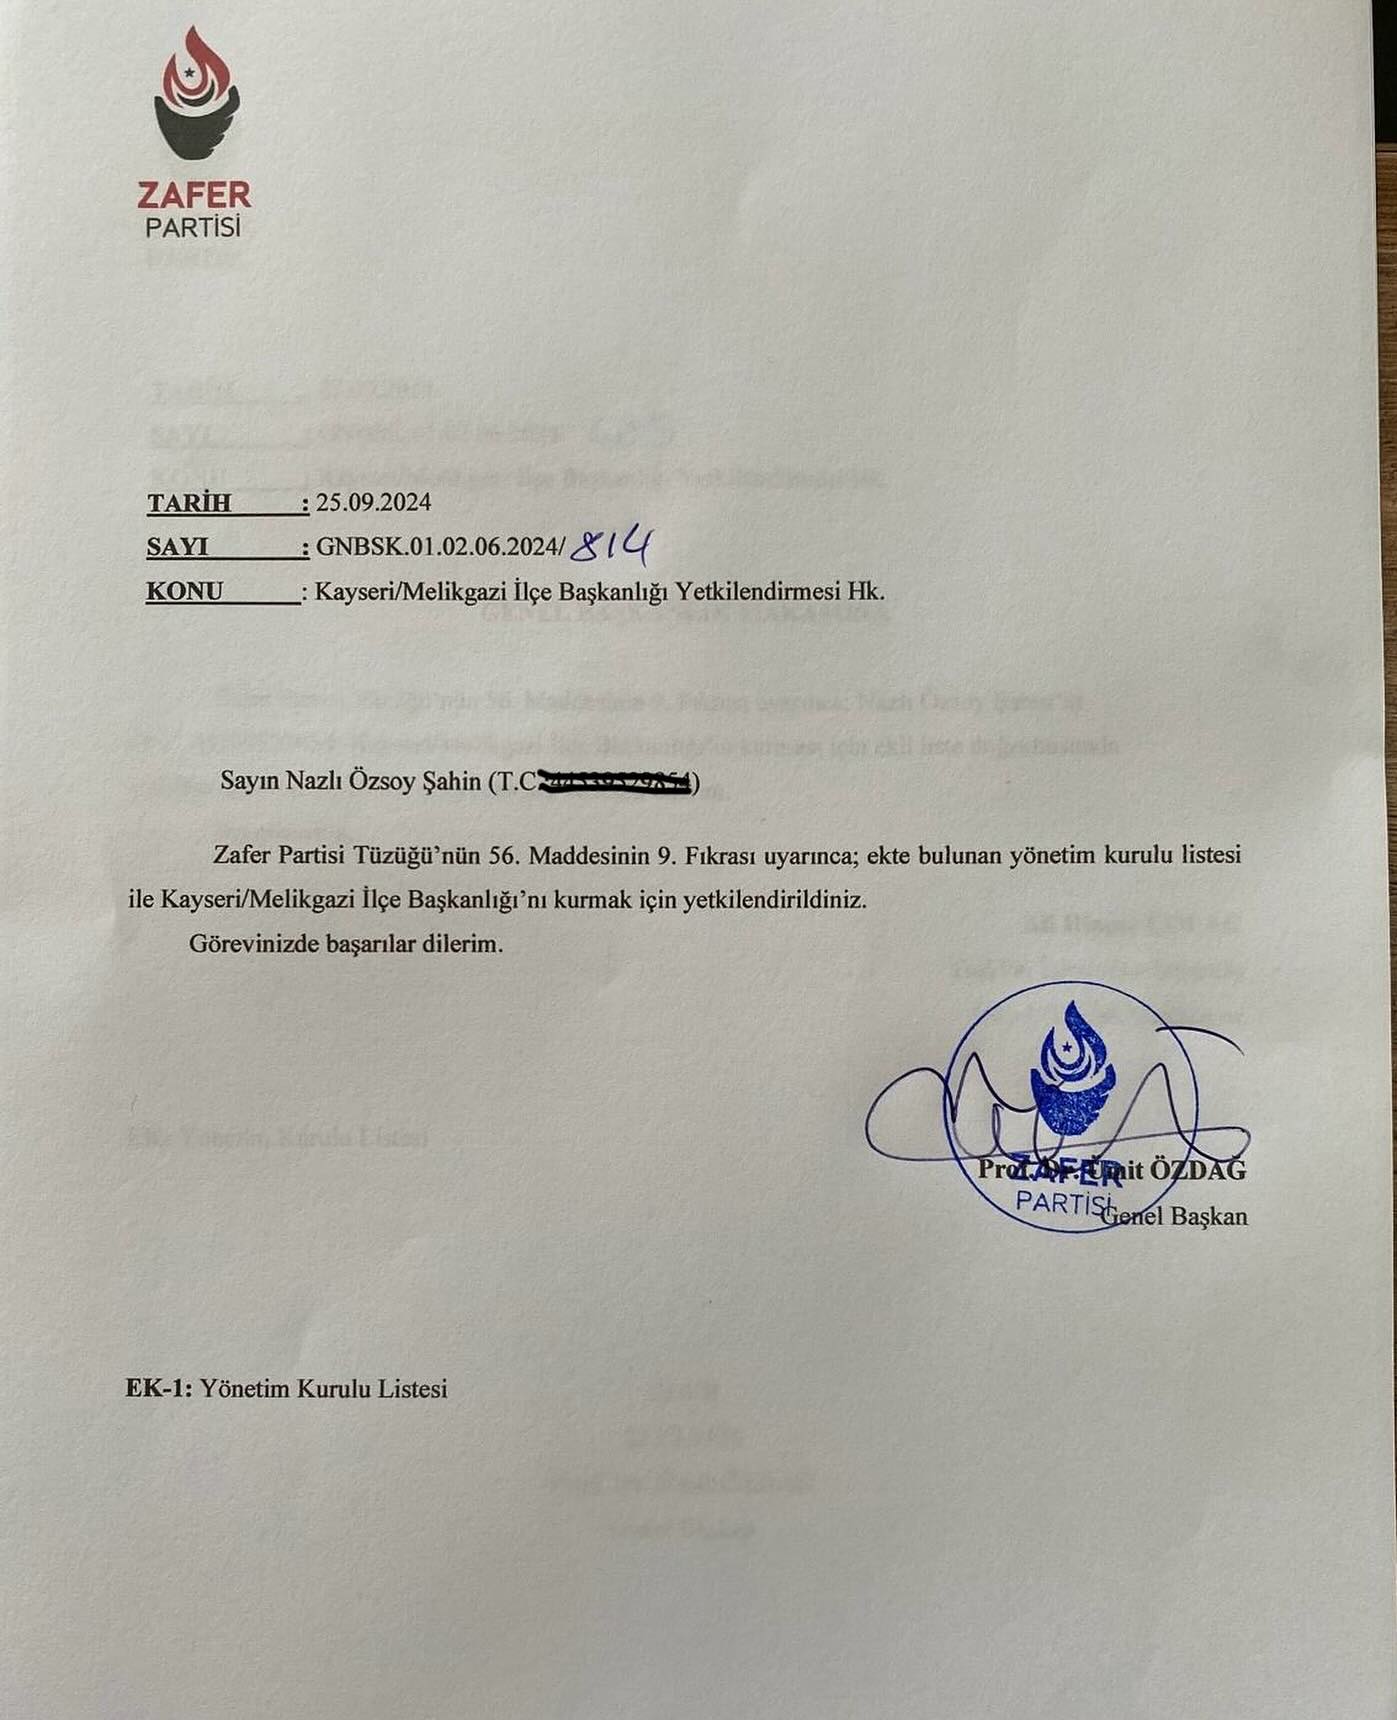 ZAFER
PARTİSİ
TARİH : 25.09.2024
SAYI : GNBSK.01.02.06.2024/ 814
KONU : Kayseri/Melikgazi İlçe Başkanlığı Yetkilendirmesi Hk.
Sayın Nazlı Özsoy Şahin (T.C. )
Zafer Partisi Tüzüğü’nün 56. Maddesinin 9. Fıkrası uyarınca; ekte bulunan yönetim kurulu listesi
ile Kayseri/Melikgazi İlçe Başkanlığı’nı kurmak için yetkilendirildiniz.
Görevinizde başarılar dilerim.
Prof. Dr. Ümit ÖZDAĞ
Genel Başkan
ZAFER
PARTİSİ
EK-1: Yönetim Kurulu Listesi